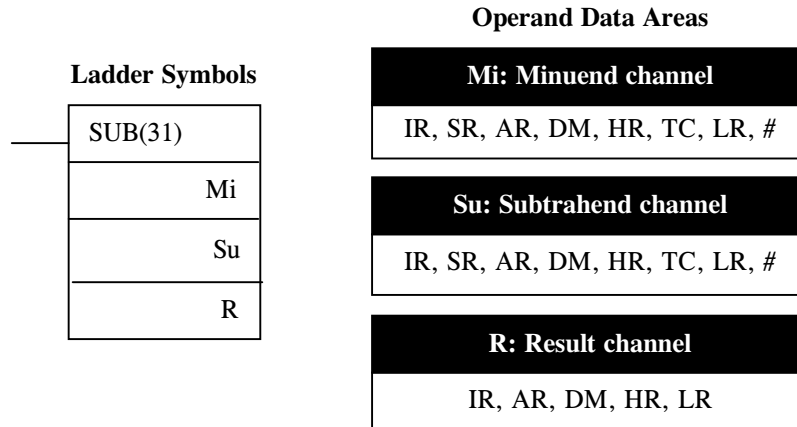 Ladder Symbols
SUB(31)
Mi
Su
R
Operand Data Areas
Mi: Minuend channel
IR, SR, AR, DM, HR, TC, LR, #
Su: Subtrahend channel
IR, SR, AR, DM, HR, TC, LR, #
R: Result channel
IR, AR, DM, HR, LR